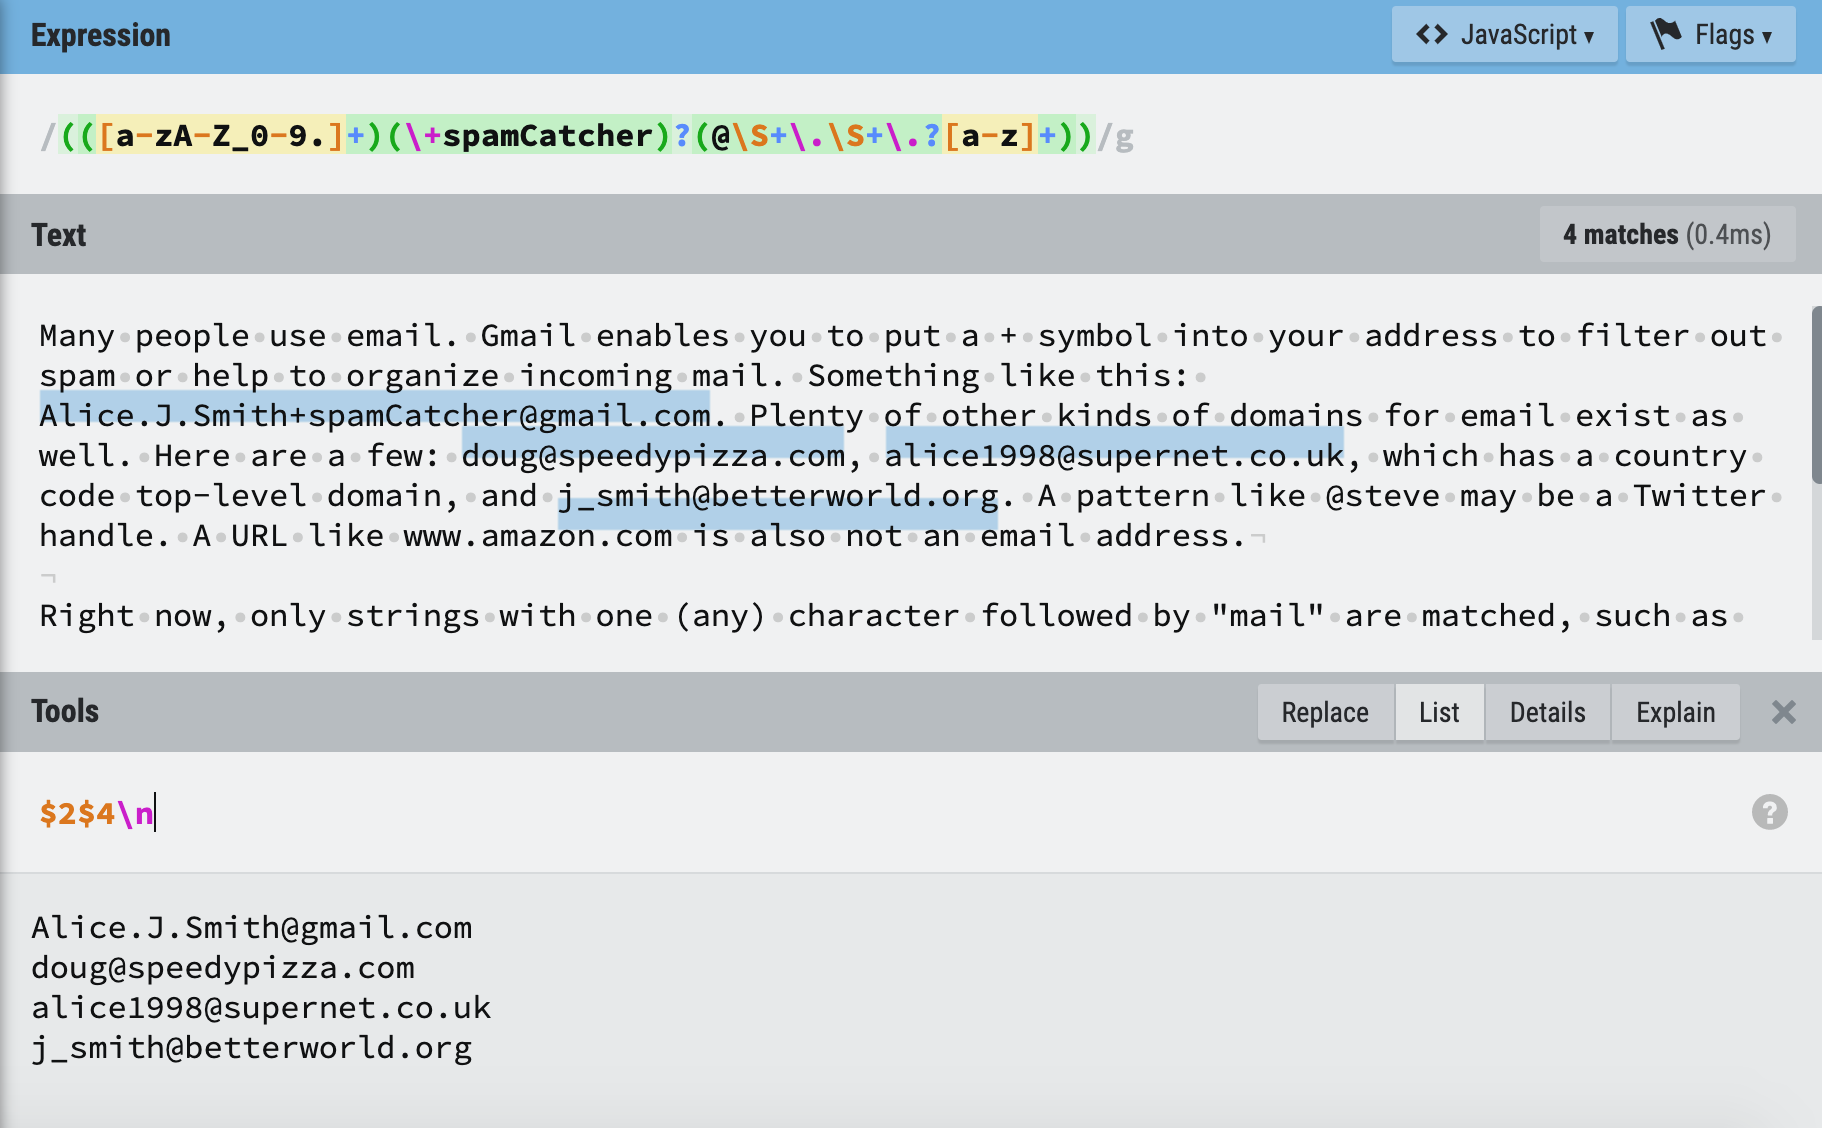 Expression
<> JavaScript ▾
Flags ▾
/(([a-zA-Z_0-9.]+)(\+spamCatcher)?(@\S+\.\S+\.?[a-z]+))/g
Text
4 matches (0.4ms)
Many people use email. Gmail enables you to put a + symbol into your address to filter out
spam or help to organize incoming mail. Something like this:
Alice.J.Smith+spamCatcher@gmail.com. Plenty of other kinds of domains for email exist as
well. Here are a few: doug@speedypizza.com, alice1998@supernet.co.uk, which has a country
code top-level domain, and j_smith@betterworld.org. A pattern like @steve may be a Twitter
handle. A URL like www.amazon.com is also not an email address.¬
¬
Right now, only strings with one (any) character followed by "mail" are matched, such as
Tools
Replace
List
Details
Explain
×
$2$4\n
?
Alice.J.Smith@gmail.com
doug@speedypizza.com
alice1998@supernet.co.uk
j_smith@betterworld.org